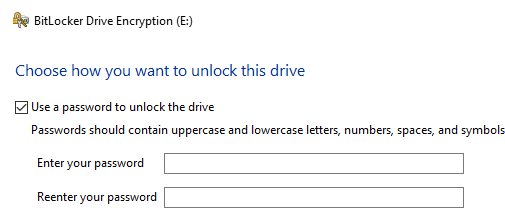 BitLocker Drive Encryption (E:)
Choose how you want to unlock this drive
Use a password to unlock the drive
Passwords should contain uppercase and lowercase letters, numbers, spaces, and symbols
Enter your password
Reenter your password